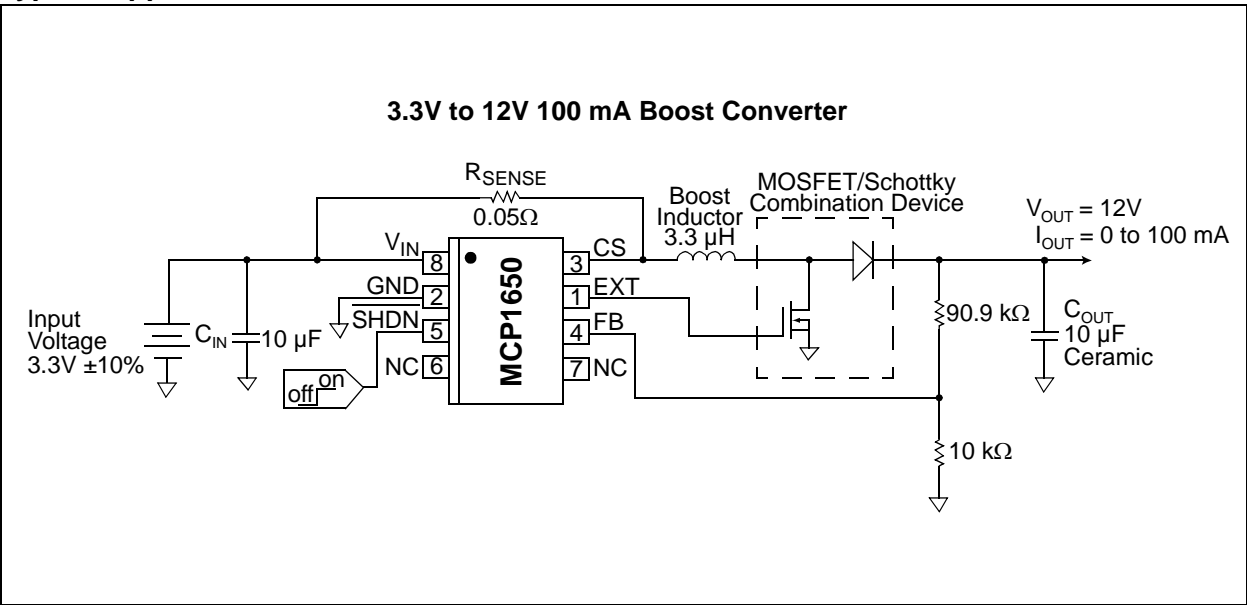 3.3V to 12V 100 mA Boost Converter
RSENSE
0.05Ω
MOSFET/Schottky
Combination Device
Boost
Inductor
3.3 µH
VOUT = 12V
IOUT = 0 to 100 mA
VIN
8
3
CS
GND
2
1
EXT
SHDN
5
4
FB
NC
6
7
NC
MCP1650
Input
Voltage
3.3V ±10%
CIN
10 µF
off on
90.9 kΩ
COUT
10 µF
Ceramic
10 kΩ